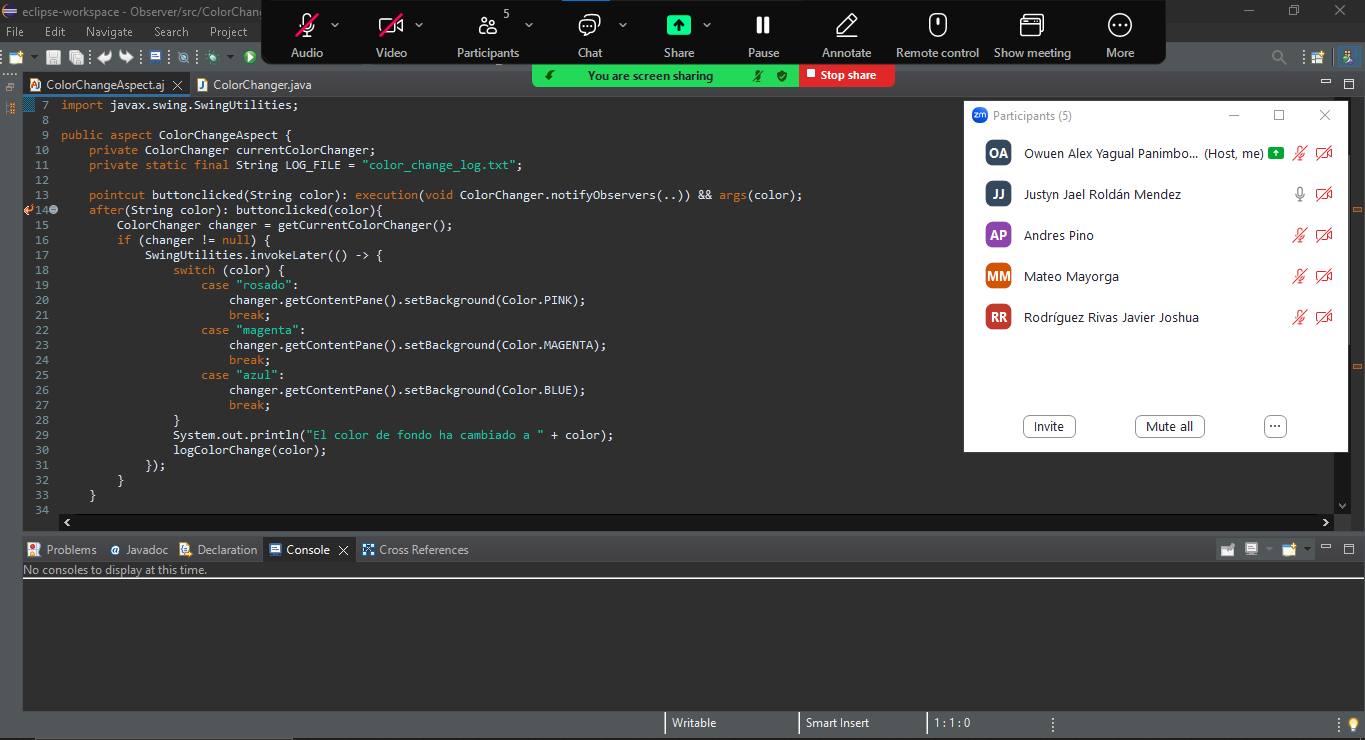 eclipse-workspace - Observer/src/ColorChang
File Edit Navigate Search Project
Audio Video Participants 5 Chat Share Pause Annotate Remote control Show meeting More
You are screen sharing Stop share
ColorChangeAspect.aj ColorChanger.java
7 import javax.swing.SwingUtilities;
8
9 public aspect ColorChangeAspect {
10 private ColorChanger currentColorChanger;
11 private static final String LOG_FILE = "color_change_log.txt";
12
13 pointcut buttonclicked(String color): execution(void ColorChanger.notifyObservers(..)) && args(color);
14 after(String color): buttonclicked(color){
15 ColorChanger changer = getCurrentColorChanger();
16 if (changer != null) {
17 SwingUtilities.invokeLater(() -> {
18 switch (color) {
19 case "rosado":
20 changer.getContentPane().setBackground(Color.PINK);
21 break;
22 case "magenta":
23 changer.getContentPane().setBackground(Color.MAGENTA);
24 break;
25 case "azul":
26 changer.getContentPane().setBackground(Color.BLUE);
27 break;
28 }
29 System.out.println("El color de fondo ha cambiado a " + color);
30 logColorChange(color);
31 });
32 }
33 }
34
zm Participants (5)
OA Owuen Alex Yagual Panimbo... (Host, me)
JJ Justyn Jael Roldán Mendez
AP Andres Pino
MM Mateo Mayorga
RR Rodríguez Rivas Javier Joshua
Invite Mute all ...
Problems Javadoc Declaration Console Cross References
No consoles to display at this time.
Writable Smart Insert 1 : 1 : 0